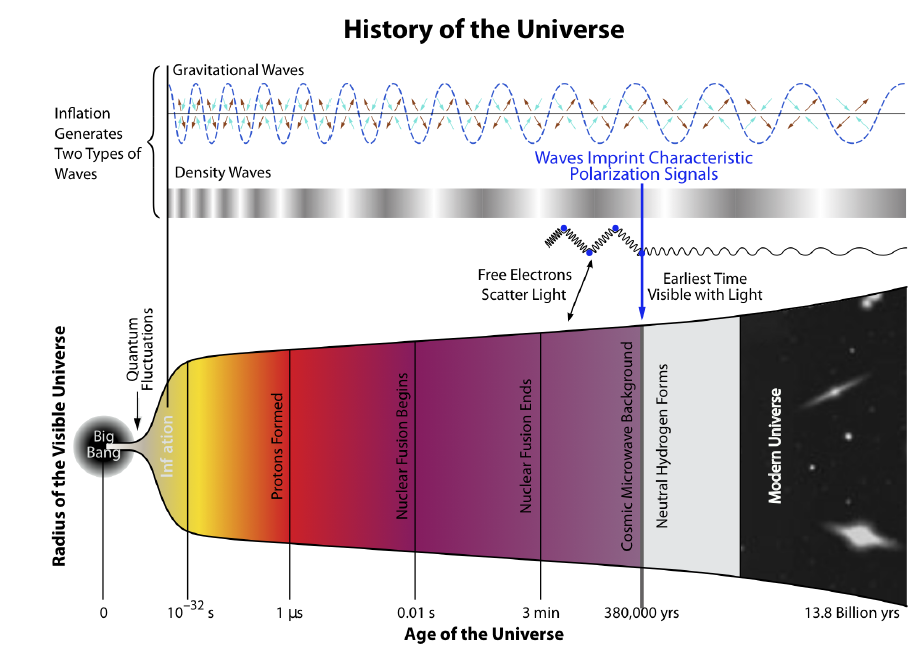 History of the Universe
Gravitational Waves
Inflation
Generates
Two Types of
Waves
Waves Imprint Characteristic
Polarization Signals
Density Waves
Free Electrons
Scatter Light
Earliest Time
Visible with Light
Radius of the Visible Universe
Quantum
Fluctuations
Big
Bang
Inf ation
Protons Formed
Nuclear Fusion Begins
Nuclear Fusion Ends
Cosmic Microwave Background
Neutral Hydrogen Forms
Modern Universe
0
10⁻³² s
1 µs
0.01 s
3 min
380,000 yrs
13.8 Billion yrs
Age of the Universe